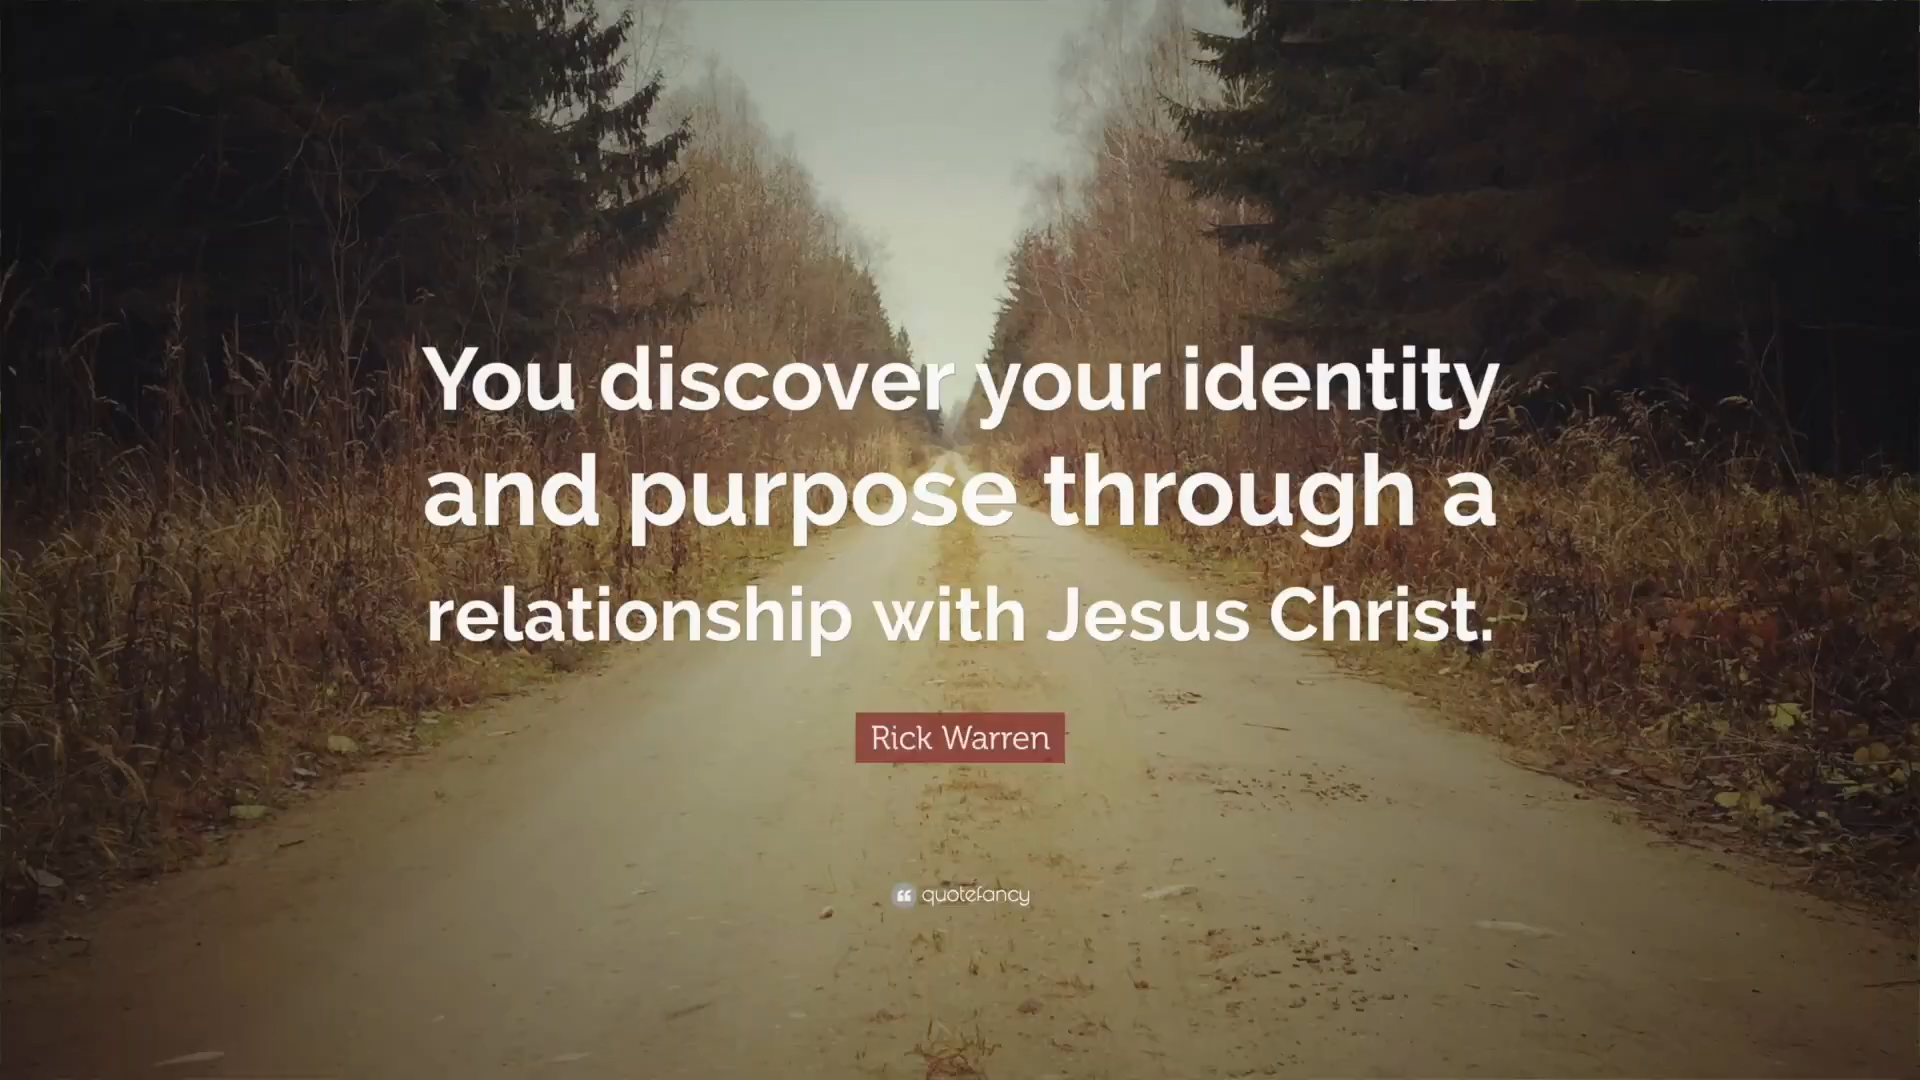 You discover your identity
and purpose through a
relationship with Jesus Christ.
Rick Warren
quotefancy